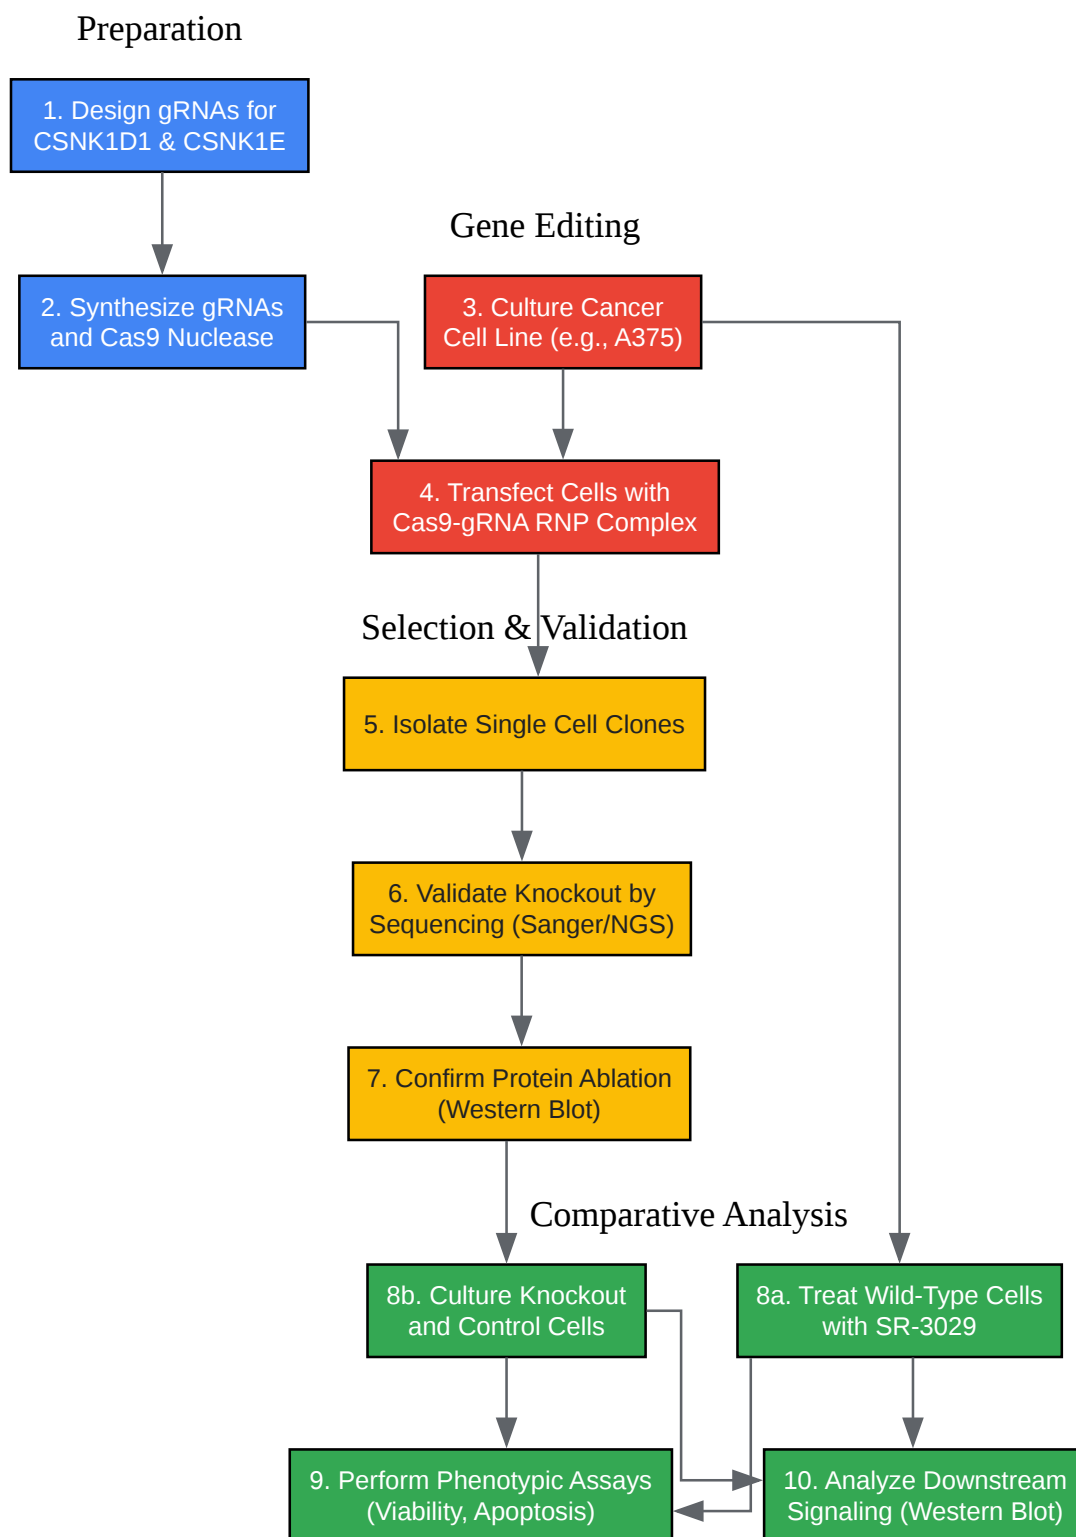 Preparation
1. Design gRNAs for
CSNK1D1 & CSNK1E
Gene Editing
2. Synthesize gRNAs
and Cas9 Nuclease
3. Culture Cancer
Cell Line (e.g., A375)
4. Transfect Cells with
Cas9-gRNA RNP Complex
Selection & Validation
5. Isolate Single Cell Clones
6. Validate Knockout by
Sequencing (Sanger/NGS)
7. Confirm Protein Ablation
(Western Blot)
Comparative Analysis
8b. Culture Knockout
and Control Cells
8a. Treat Wild-Type Cells
with SR-3029
9. Perform Phenotypic Assays
(Viability, Apoptosis)
10. Analyze Downstream
Signaling (Western Blot)